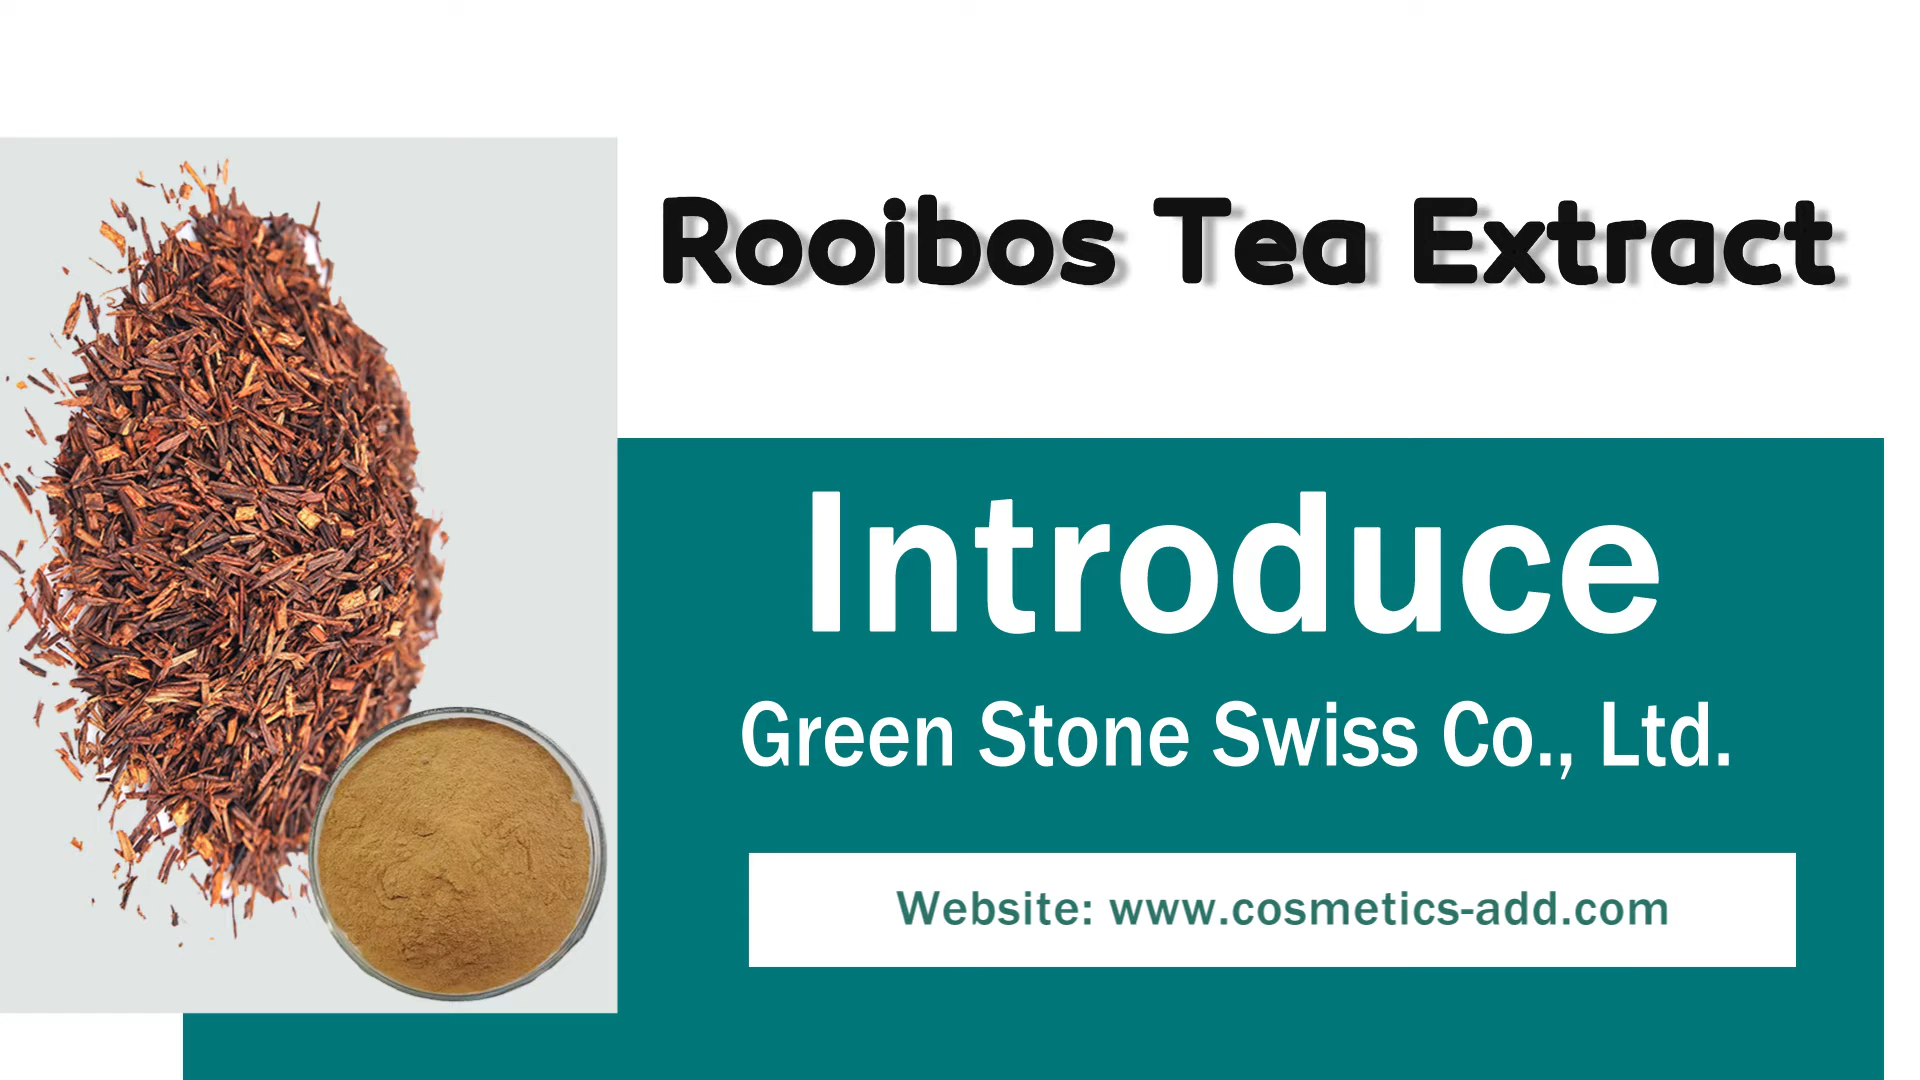 Rooibos Tea Extract
Introduce
Green Stone Swiss Co., Ltd.
Website: www.cosmetics-add.com